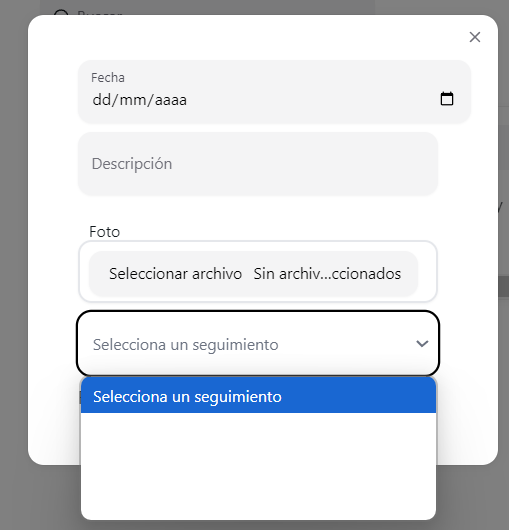 Buscar
Fecha
dd/mm/aaaa
Descripción
Foto
Seleccionar archivo Sin archiv...ccionados
Selecciona un seguimiento
Selecciona un seguimiento
y